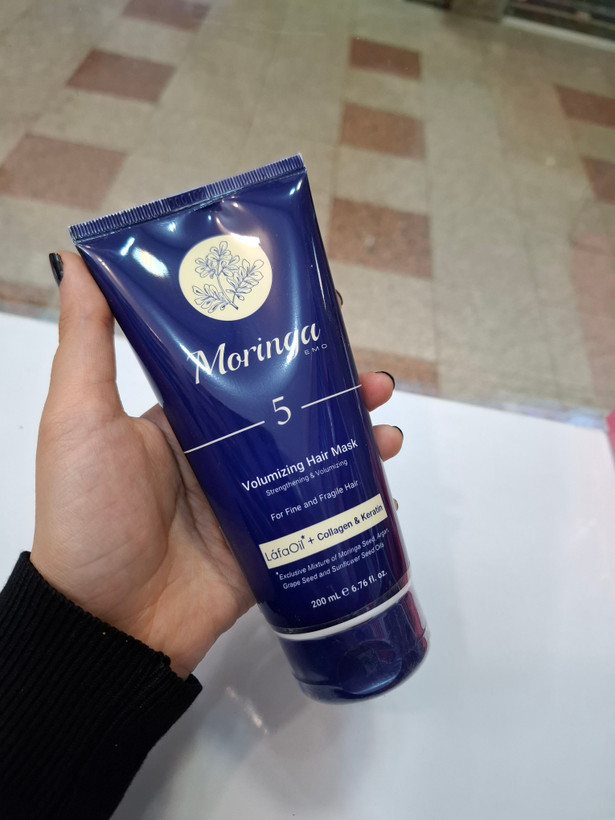 Moringa
EMO
5
Volumizing Hair Mask
Strengthening & Volumizing
For Fine and Fragile Hair
LáfaOil* + Collagen & Keratin
*Exclusive Mixture of Moringa Seed, Argan,
Grape Seed and Sunflower Seed Oils
200 mL ℮ 6.76 fl. oz.